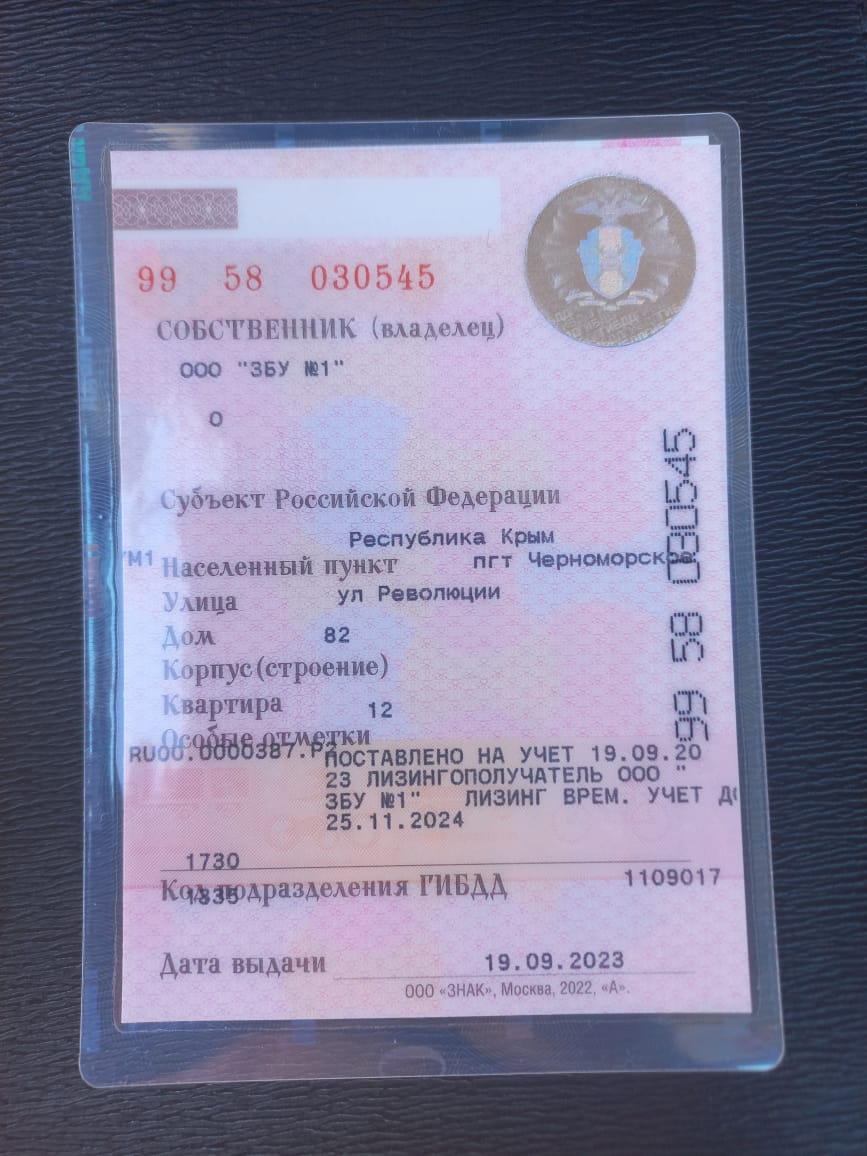 99 58 030545
СОБСТВЕННИК (владелец)
ООО "ЗБУ №1"
О
Субъект Российской Федерации
Республика Крым
'М1
Населенный пункт пгт Черноморское
Улица ул Революции
Дом 82
Корпус(строение)
Квартира 12
Особые отметки
RU00.0000387.P2
ПОСТАВЛЕНО НА УЧЕТ 19.09.20
23 ЛИЗИНГОПОЛУЧАТЕЛЬ ООО "
ЗБУ №1" ЛИЗИНГ ВРЕМ. УЧЕТ ДО
25.11.2024
1730
Код подразделения ГИБДД 1109017
1335
Дата выдачи 19.09.2023
ООО «ЗНАК», Москва, 2022, «А».
99 58 030545